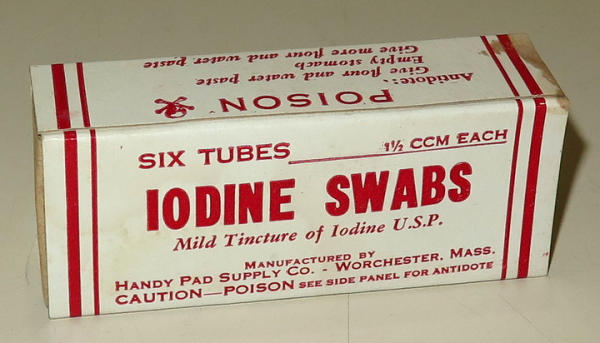 POISON
Antidote: Give flour and water paste
Empty stomach
Give more flour and water paste
SIX TUBES 1½ CCM EACH
IODINE SWABS
Mild Tincture of Iodine U.S.P.
MANUFACTURED BY
HANDY PAD SUPPLY CO. - WORCHESTER, MASS.
CAUTION—POISON SEE SIDE PANEL FOR ANTIDOTE